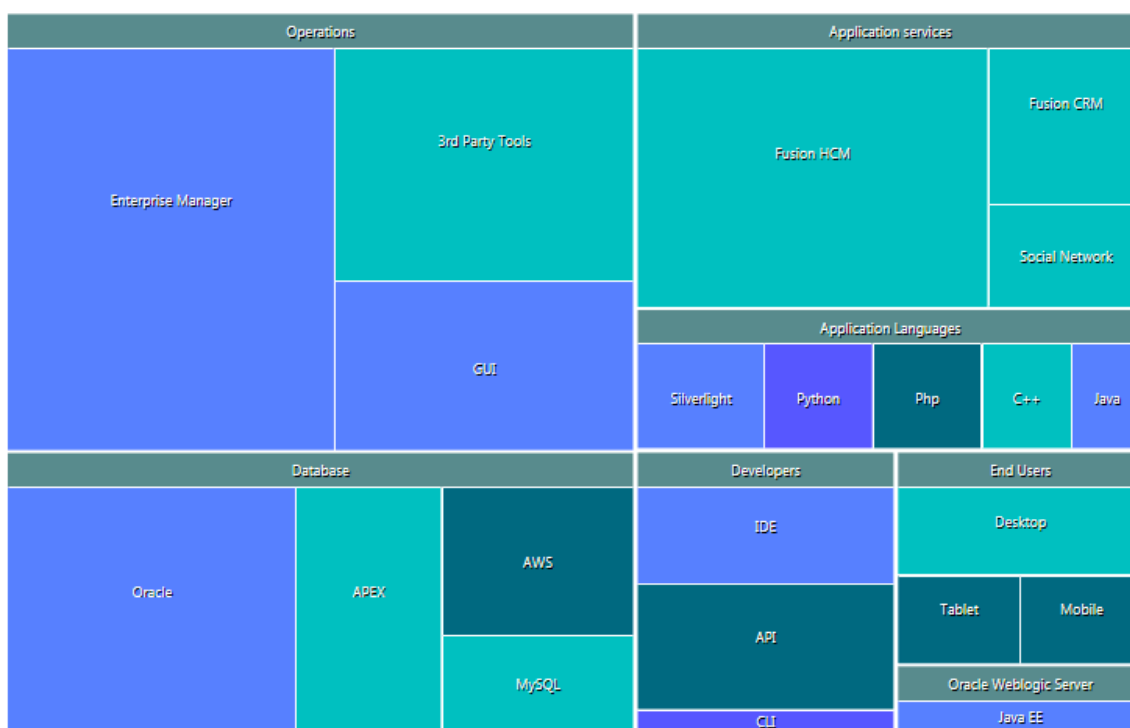 Operations
Enterprise Manager
3rd Party Tools
GUI
Application services
Fusion HCM
Fusion CRM
Social Network
Application Languages
Silverlight
Python
Php
C++
Java
Database
Oracle
APEX
AWS
MySQL
Developers
IDE
API
CLI
End Users
Desktop
Tablet
Mobile
Oracle Weblogic Server
Java EE